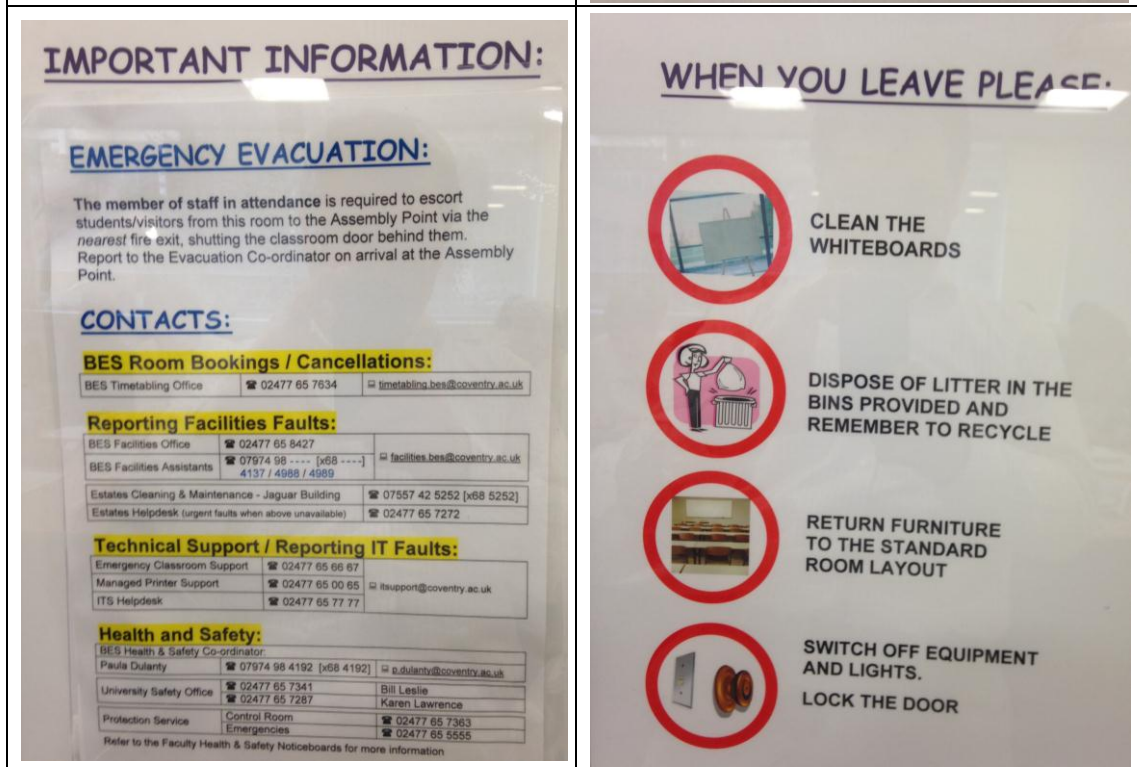 IMPORTANT INFORMATION:
EMERGENCY EVACUATION:
The member of staff in attendance is required to escort
students/visitors from this room to the Assembly Point via the
nearest fire exit, shutting the classroom door behind them.
Report to the Evacuation Co-ordinator on arrival at the Assembly
Point.
CONTACTS:
BES Room Bookings / Cancellations:
BES Timetabling Office ☎ 02477 65 7634 timetabling.bes@coventry.ac.uk
Reporting Facilities Faults:
BES Facilities Office ☎ 02477 65 8427
BES Facilities Assistants ☎ 07974 98 ---- [x68 ----] facilities.bes@coventry.ac.uk
4137 / 4988 / 4989
Estates Cleaning & Maintenance - Jaguar Building ☎ 07557 42 5252 [x68 5252]
Estates Helpdesk (urgent faults when above unavailable) ☎ 02477 65 7272
Technical Support / Reporting IT Faults:
Emergency Classroom Support ☎ 02477 65 66 67
Managed Printer Support ☎ 02477 65 00 65 itsupport@coventry.ac.uk
ITS Helpdesk ☎ 02477 65 77 77
Health and Safety:
BES Health & Safety Co-ordinator:
Paula Dulanty ☎ 07974 98 4192 [x68 4192] p.dulanty@coventry.ac.uk
University Safety Office ☎ 02477 65 7341 Bill Leslie
☎ 02477 65 7287 Karen Lawrence
Protection Service Control Room ☎ 02477 65 7363
Emergencies ☎ 02477 65 5555
Refer to the Faculty Health & Safety Noticeboards for more information
WHEN YOU LEAVE PLEASE:
CLEAN THE
WHITEBOARDS
DISPOSE OF LITTER IN THE
BINS PROVIDED AND
REMEMBER TO RECYCLE
RETURN FURNITURE
TO THE STANDARD
ROOM LAYOUT
SWITCH OFF EQUIPMENT
AND LIGHTS.
LOCK THE DOOR